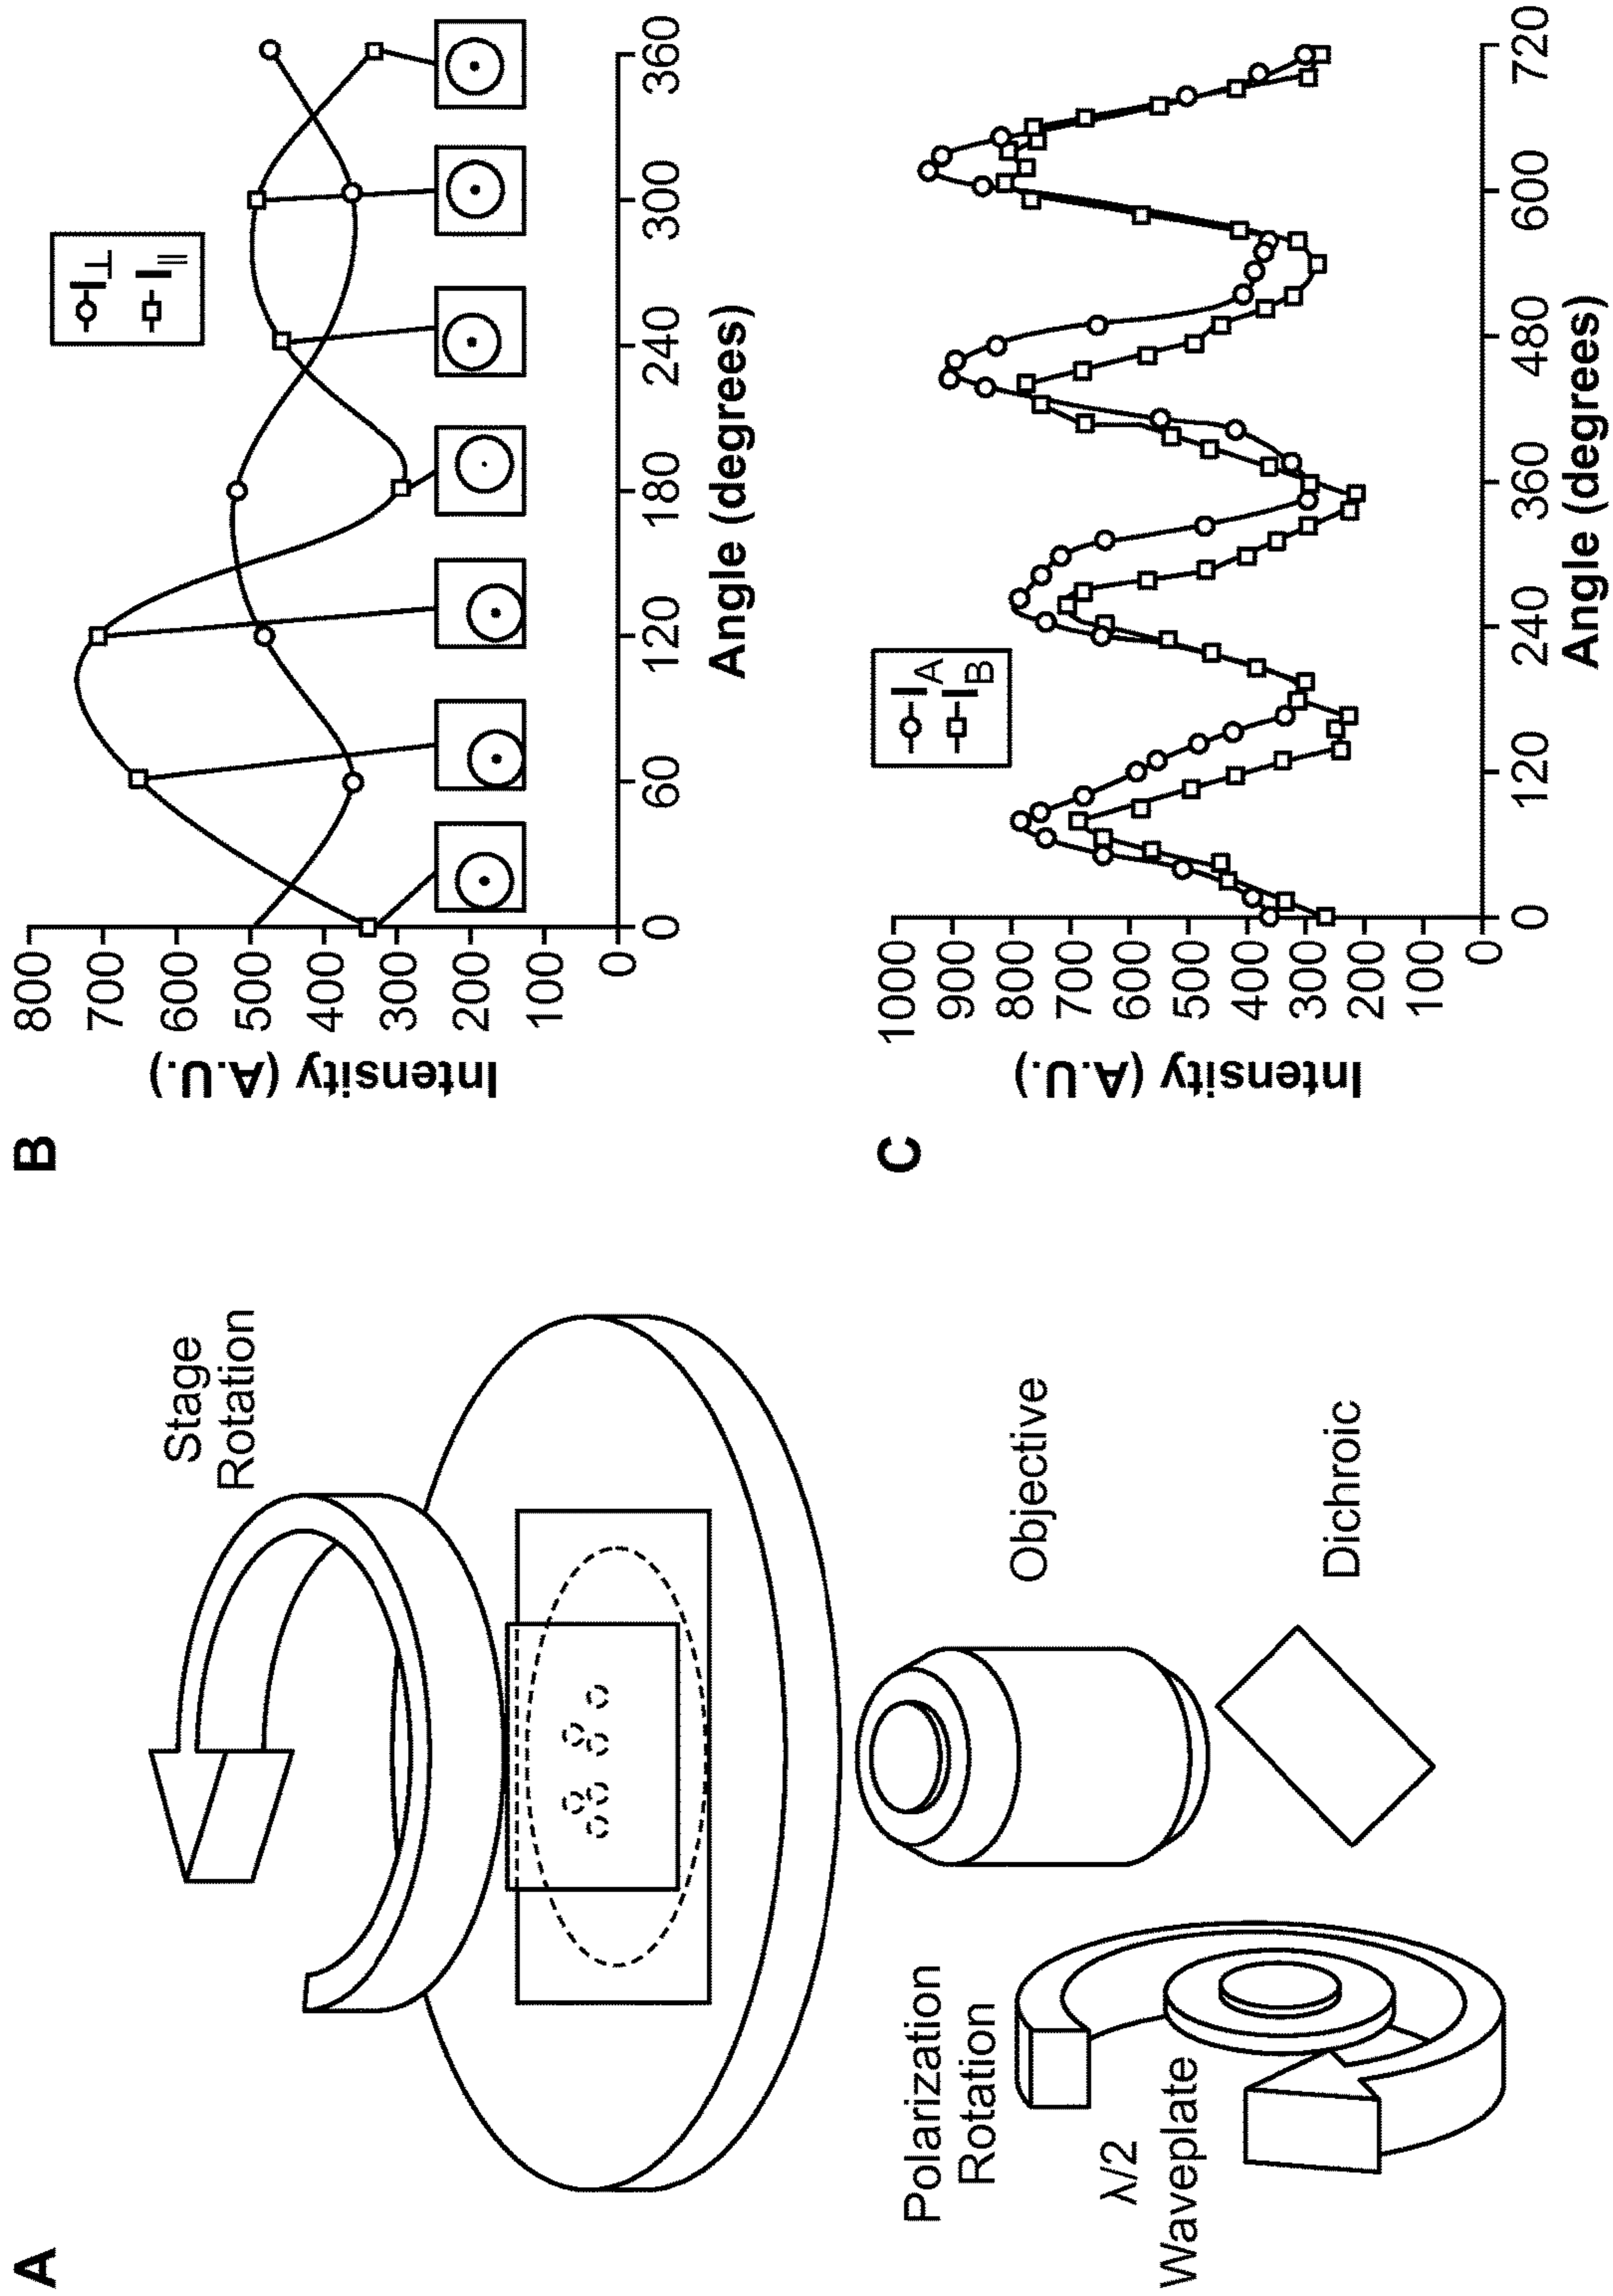 A
Stage
Rotation
Objective
Dichroic
Polarization
Rotation
λ/2
Waveplate
B
I⊥
I||
Intensity (A.U.)
800
700
600
500
400
300
200
100
0
0
60
120
180
240
300
360
Angle (degrees)
C
IA
IB
Intensity (A.U.)
1000
900
800
700
600
500
400
300
200
100
0
0
120
240
360
480
600
720
Angle (degrees)